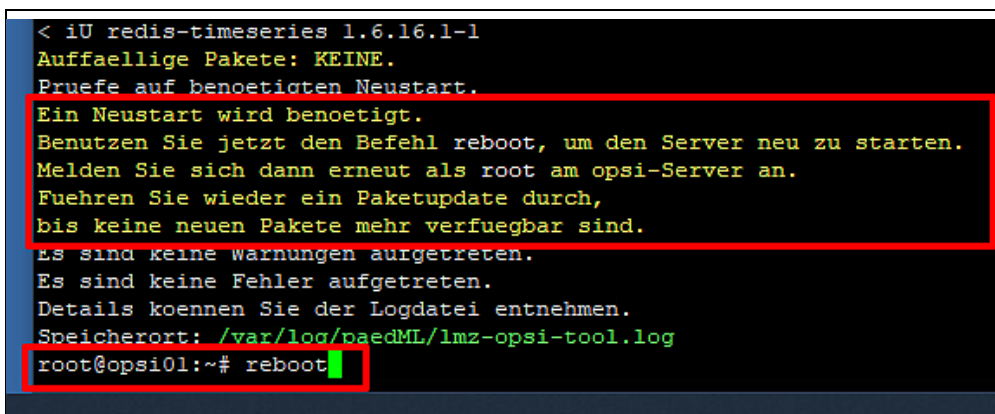 < iU redis-timeseries 1.6.16.1-1
Auffaellige Pakete: KEINE.
Pruefe auf benoetigten Neustart.
Ein Neustart wird benoetigt.
Benutzen Sie jetzt den Befehl reboot, um den Server neu zu starten.
Melden Sie sich dann erneut als root am opsi-Server an.
Fuehren Sie wieder ein Paketupdate durch,
bis keine neuen Pakete mehr verfuegbar sind.
Es sind keine Warnungen aufgetreten.
Es sind keine Fehler aufgetreten.
Details koennen Sie der Logdatei entnehmen.
Speicherort: /var/log/paedML/lmz-opsi-tool.log
root@opsi01:~# reboot